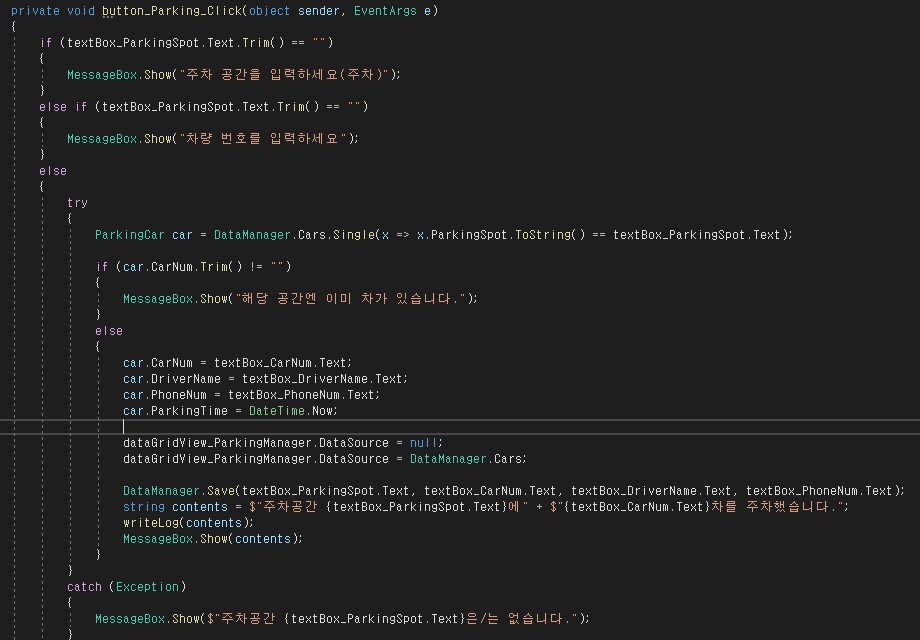 private void button_Parking_Click(object sender, EventArgs e)
{
    if (textBox_ParkingSpot.Text.Trim() == "")
    {
        MessageBox.Show("주차 공간을 입력하세요(주차)");
    }
    else if (textBox_ParkingSpot.Text.Trim() == "")
    {
        MessageBox.Show("차량 번호를 입력하세요");
    }
    else
    {
        try
        {
            ParkingCar car = DataManager.Cars.Single(x => x.ParkingSpot.ToString() == textBox_ParkingSpot.Text);

            if (car.CarNum.Trim() != "")
            {
                MessageBox.Show("해당 공간엔 이미 차가 있습니다.");
            }
            else
            {
                car.CarNum = textBox_CarNum.Text;
                car.DriverName = textBox_DriverName.Text;
                car.PhoneNum = textBox_PhoneNum.Text;
                car.ParkingTime = DateTime.Now;

                dataGridView_ParkingManager.DataSource = null;
                dataGridView_ParkingManager.DataSource = DataManager.Cars;

                DataManager.Save(textBox_ParkingSpot.Text, textBox_CarNum.Text, textBox_DriverName.Text, textBox_PhoneNum.Text);
                string contents = $"주차공간 {textBox_ParkingSpot.Text}에" + $"{textBox_CarNum.Text}차를 주차했습니다.";
                writeLog(contents);
                MessageBox.Show(contents);
            }
        }
        catch (Exception)
        {
            MessageBox.Show($"주차공간 {textBox_ParkingSpot.Text}은/는 없습니다.");
        }